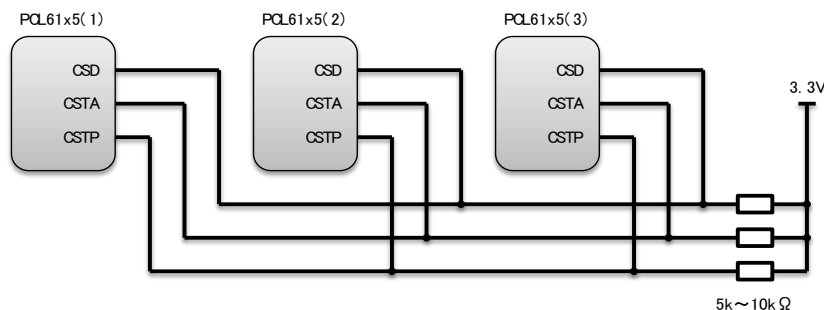 PCL61x5(1) PCL61x5(2) PCL61x5(3)
CSD CSD CSD
3.3V
CSTA CSTA CSTA
CSTP CSTP CSTP
5k～10kΩ